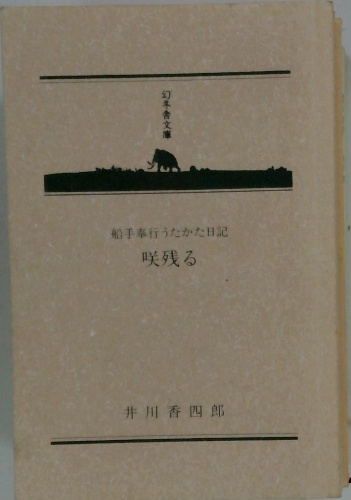 幻冬舎文庫
船手奉行うたかた日記
咲残る
井川香四郎